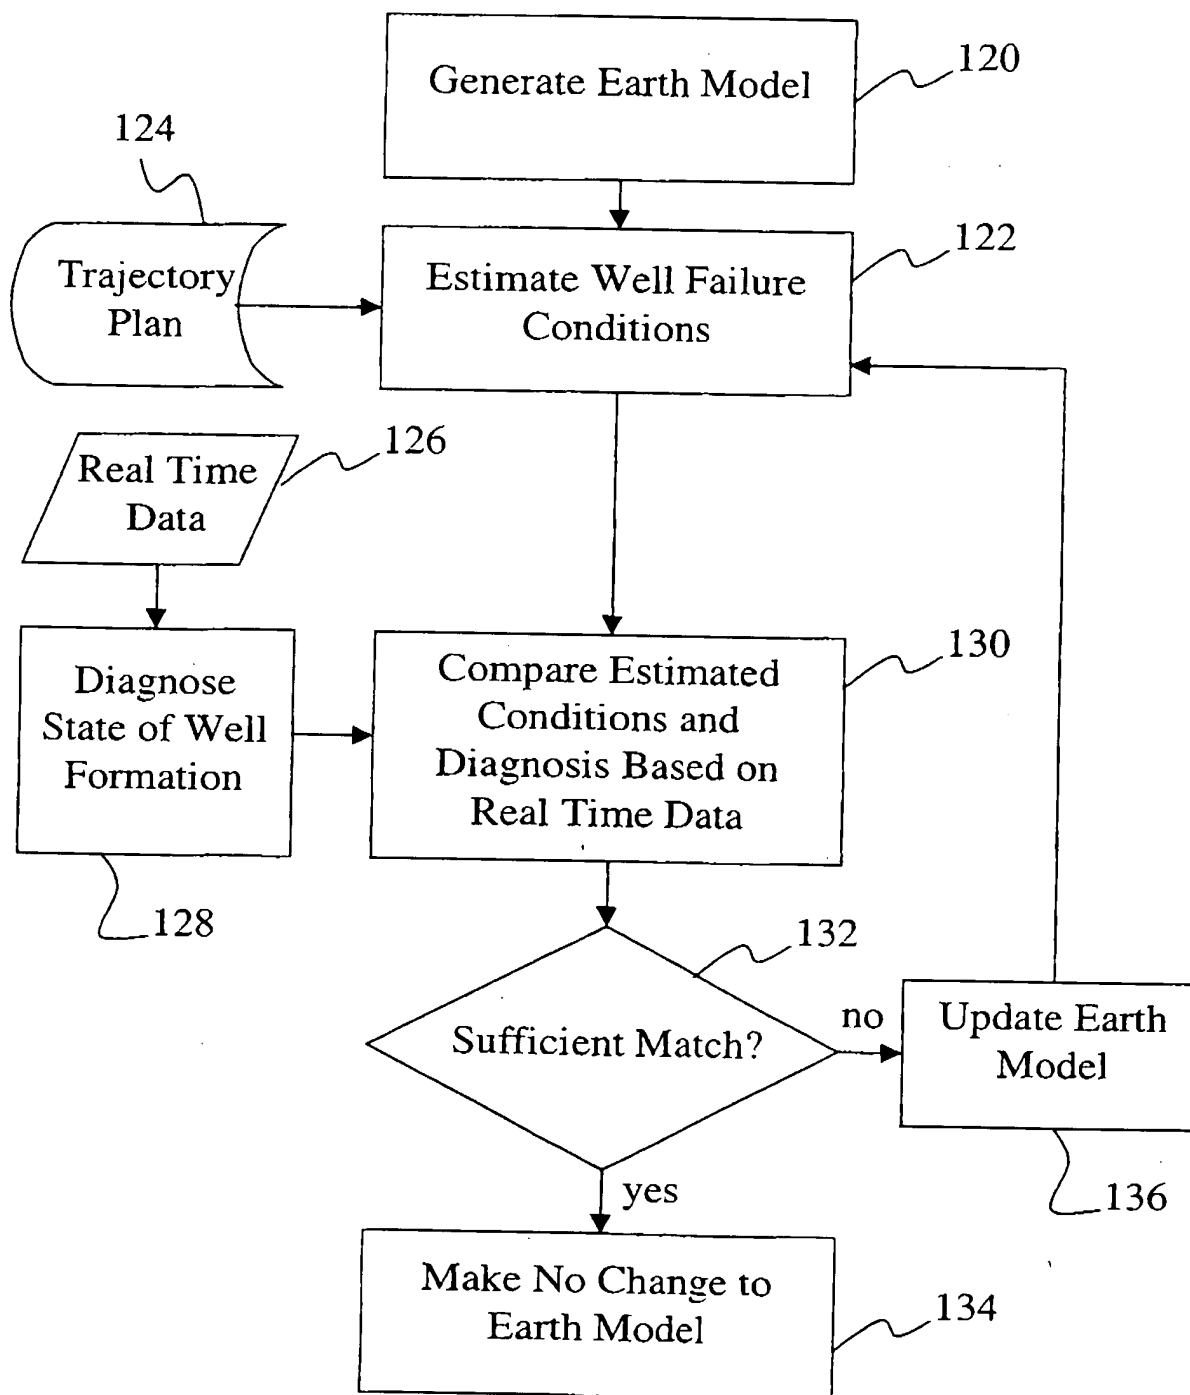 Generate Earth Model
120
124
Trajectory
Plan
Estimate Well Failure
Conditions
122
Real Time
Data
126
Diagnose
State of Well
Formation
128
Compare Estimated
Conditions and
Diagnosis Based on
Real Time Data
130
Sufficient Match?
132
no
Update Earth
Model
136
yes
Make No Change to
Earth Model
134